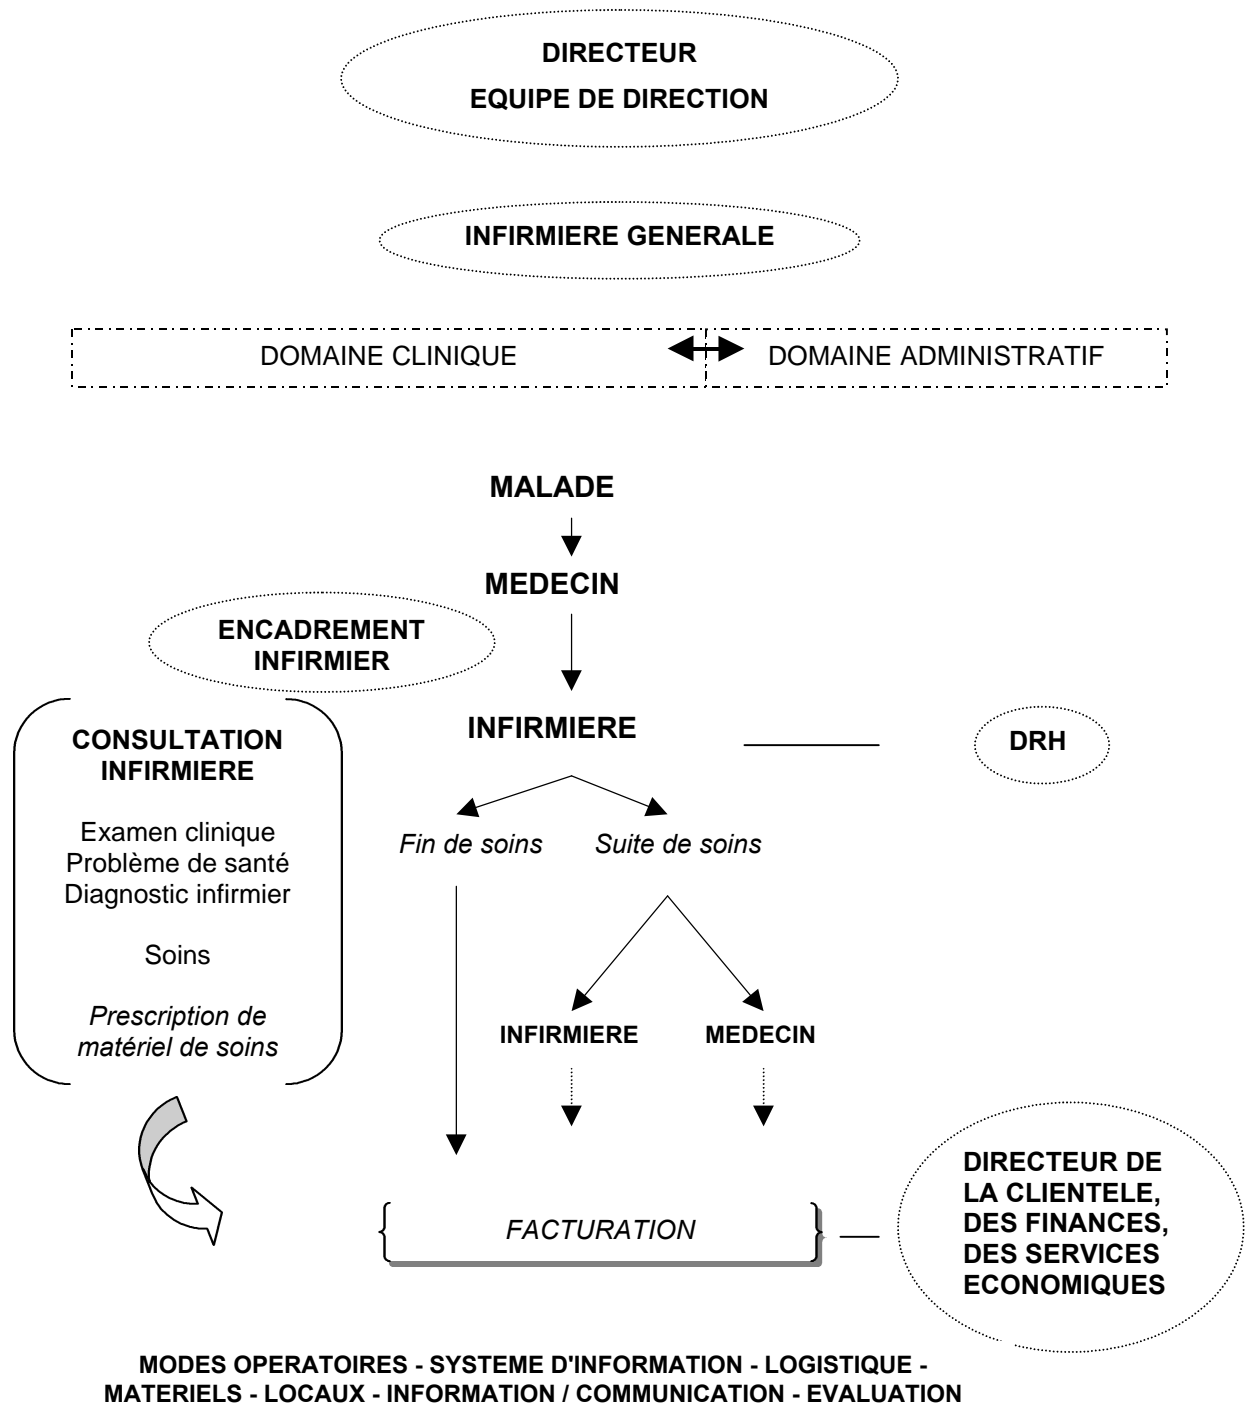 DIRECTEUR
EQUIPE DE DIRECTION
INFIRMIERE GENERALE
DOMAINE CLINIQUE
DOMAINE ADMINISTRATIF
MALADE
MEDECIN
ENCADREMENT
INFIRMIER
INFIRMIERE
DRH
CONSULTATION
INFIRMIERE
Examen clinique
Problème de santé
Diagnostic infirmier
Soins
Prescription de
matériel de soins
Fin de soins
Suite de soins
INFIRMIERE
MEDECIN
FACTURATION
DIRECTEUR DE
LA CLIENTELE,
DES FINANCES,
DES SERVICES
ECONOMIQUES
MODES OPERATOIRES - SYSTEME D'INFORMATION - LOGISTIQUE -
MATERIELS - LOCAUX - INFORMATION / COMMUNICATION - EVALUATION